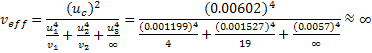 v_eff = (u_c)^4 / (u_1^4/v_1 + u_2^4/v_2 + u_3^4/∞) = (0.00602)^4 / ((0.001199)^4/4 + (0.001527)^4/19 + (0.0057)^4/∞) ≈ ∞